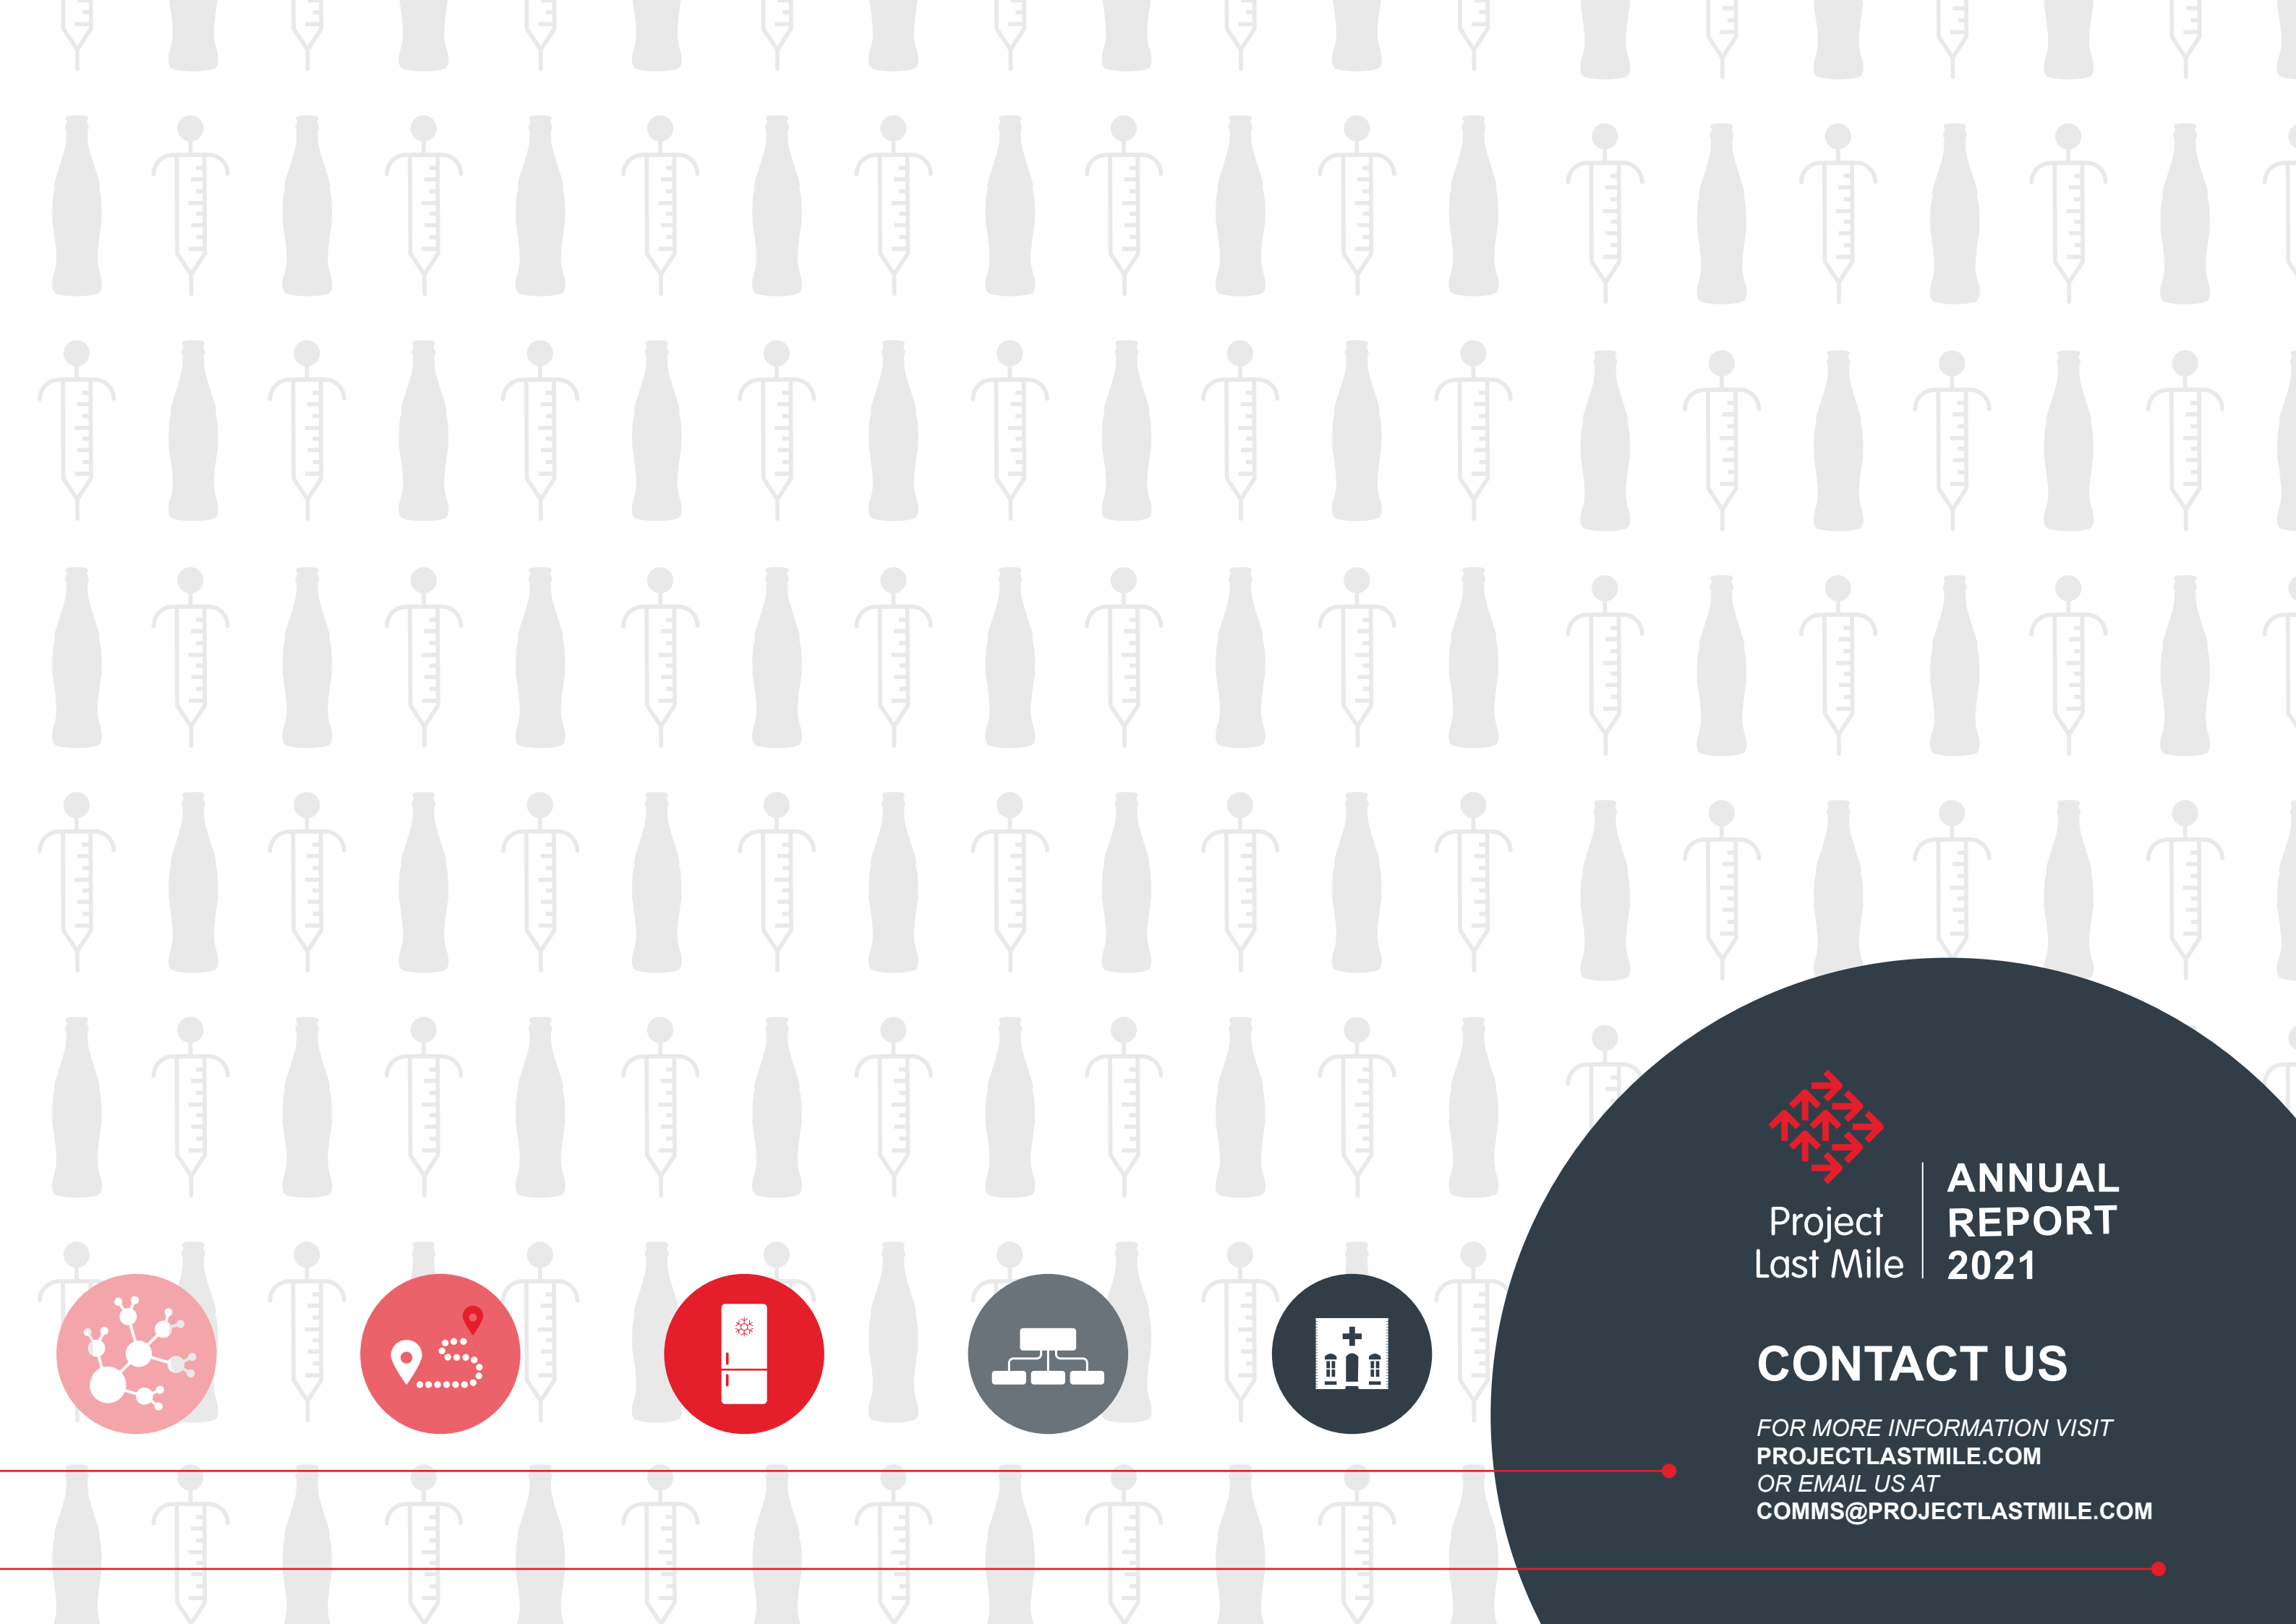 Project
Last Mile
ANNUAL
REPORT
2021
CONTACT US
FOR MORE INFORMATION VISIT
PROJECTLASTMILE.COM
OR EMAIL US AT
COMMS@PROJECTLASTMILE.COM